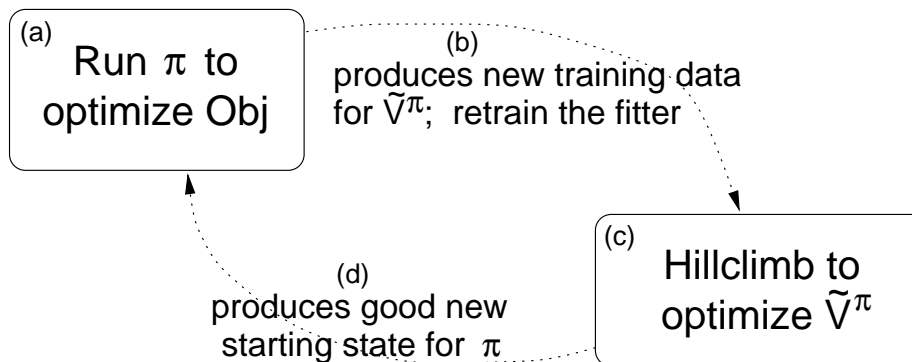 (a)
Run π to
optimize Obj
(b)
produces new training data
for Ṽ^π; retrain the fitter
(c)
Hillclimb to
optimize Ṽ^π
(d)
produces good new
starting state for π